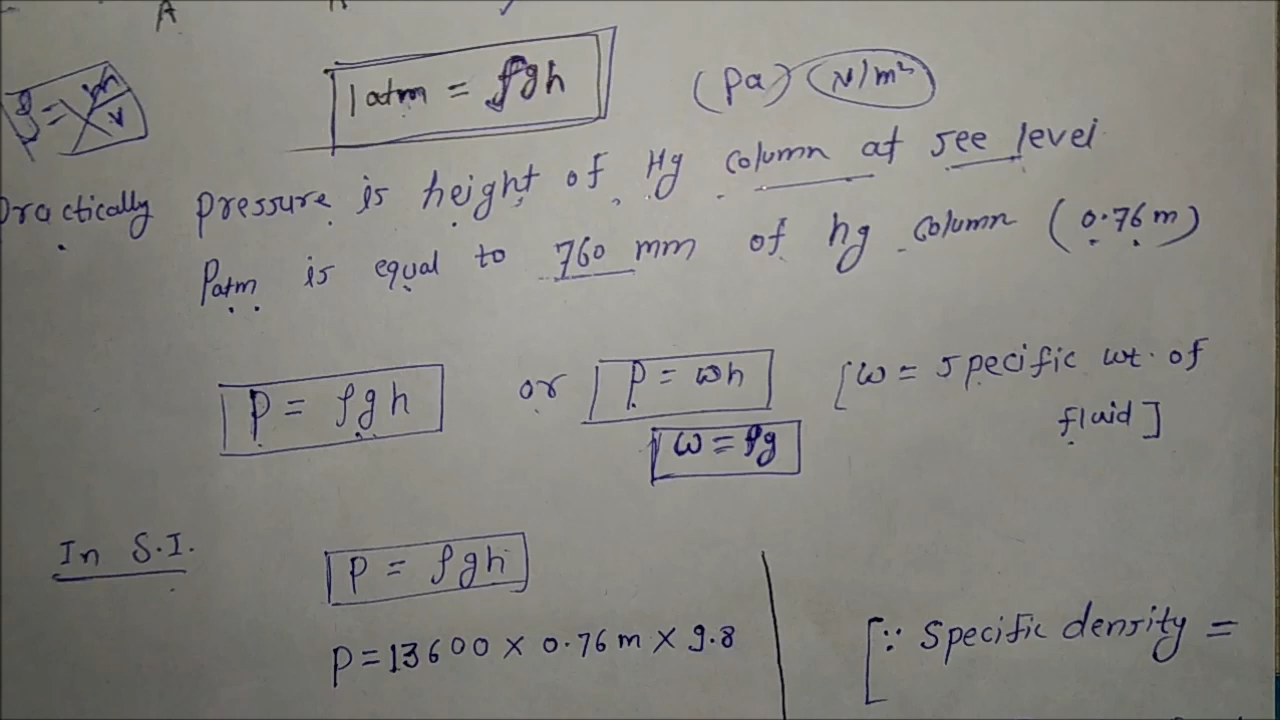 A
1 atm = ρgh (Pa) N/m²
ρ = m/v
Practically pressure is height of Hg column at see level
Patm is equal to 760 mm of hg column (0.76 m)
P = ρgh or P = wh [w = specific wt. of
fluid]
w = ρg
In S.I. P = ρgh
P = 13600 × 0.76 m × 9.8 [∵ Specific density =